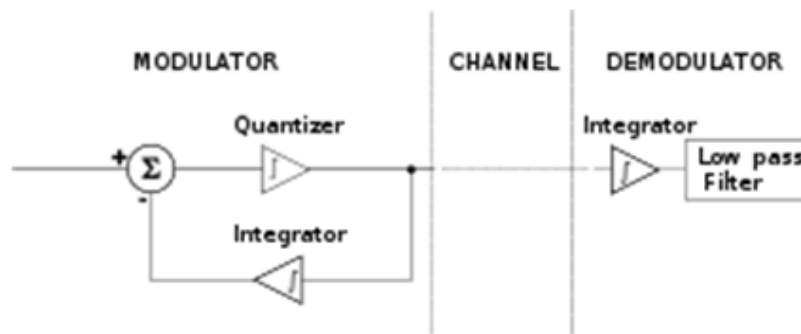 MODULATOR
CHANNEL
DEMODULATOR
Quantizer
Integrator
+
Σ
-
Low pass
Filter
Integrator